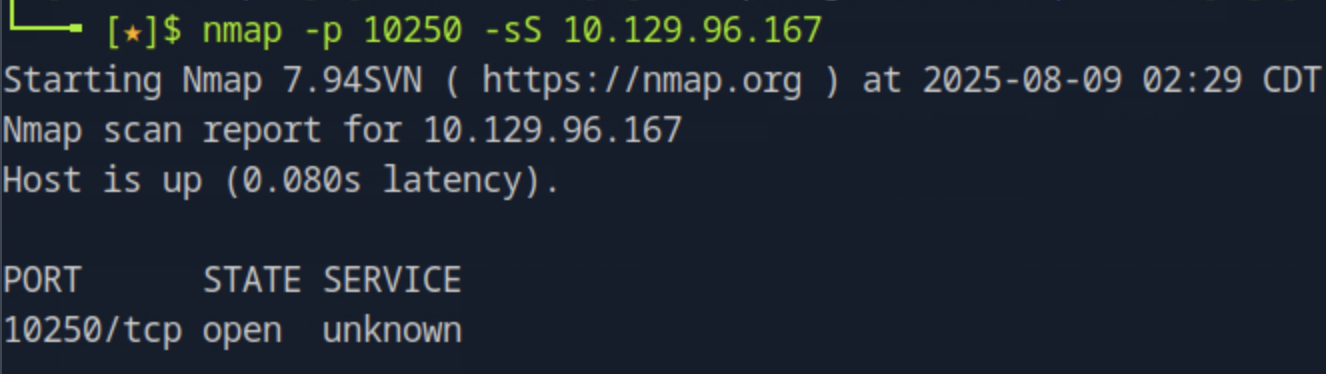 [★]$ nmap -p 10250 -sS 10.129.96.167
Starting Nmap 7.94SVN ( https://nmap.org ) at 2025-08-09 02:29 CDT
Nmap scan report for 10.129.96.167
Host is up (0.080s latency).
PORT      STATE SERVICE
10250/tcp open  unknown